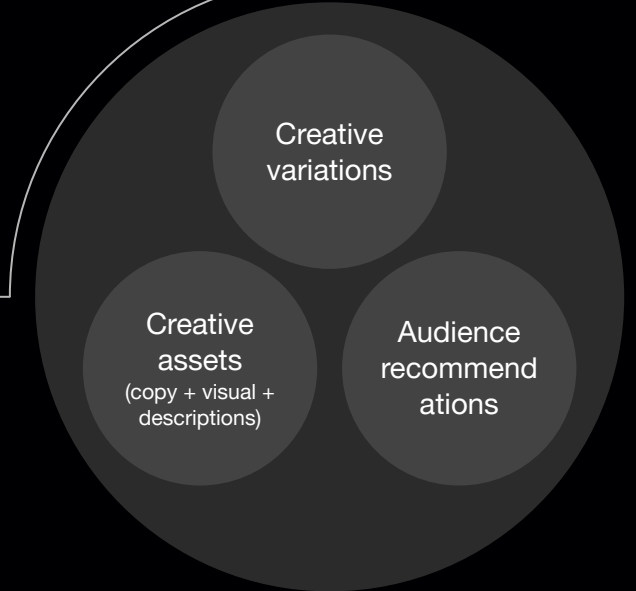 Creative
variations
Creative
assets
(copy + visual +
descriptions)
Audience
recommend
ations